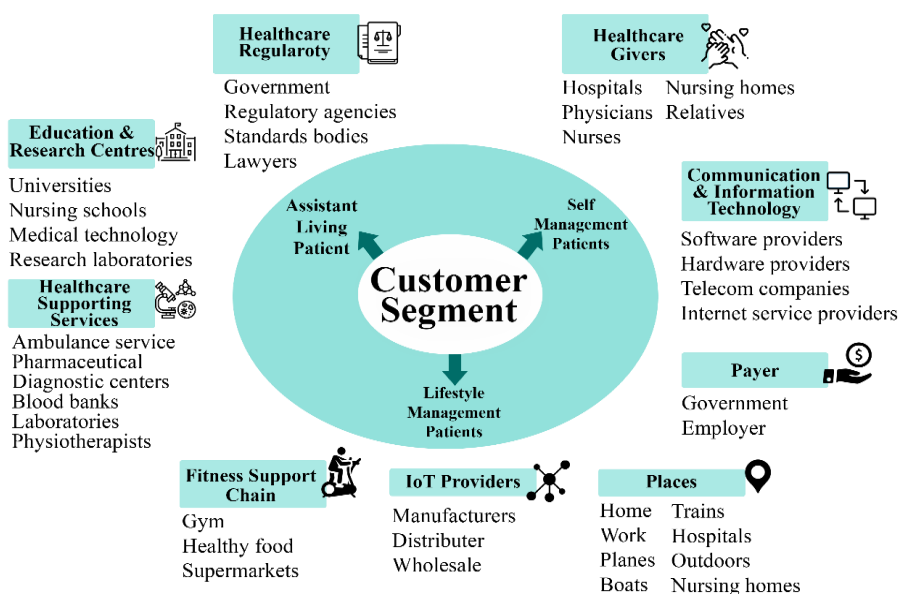 Healthcare
Regularoty
Government
Regulatory agencies
Standards bodies
Lawyers
Healthcare
Givers
Hospitals
Physicians
Nurses
Nursing homes
Relatives
Education &
Research Centres
Universities
Nursing schools
Medical technology
Research laboratories
Communication
& Information
Technology
Software providers
Hardware providers
Telecom companies
Internet service providers
Assistant
Living
Patient
Self
Management
Patients
Customer
Segment
Lifestyle
Management
Patients
Healthcare
Supporting
Services
Ambulance service
Pharmaceutical
Diagnostic centers
Blood banks
Laboratories
Physiotherapists
$
Payer
Government
Employer
Fitness Support
Chain
Gym
Healthy food
Supermarkets
IoT Providers
Manufacturers
Distributer
Wholesale
Places
Home
Work
Planes
Boats
Trains
Hospitals
Outdoors
Nursing homes